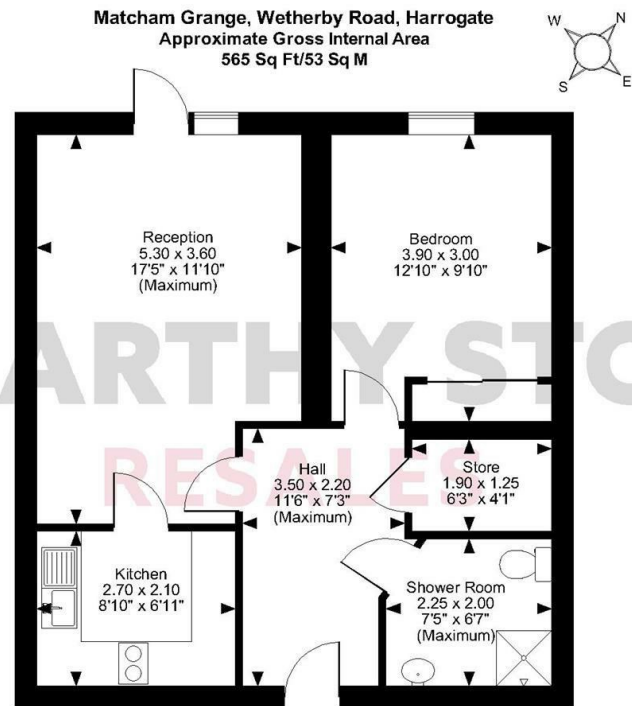 Matcham Grange, Wetherby Road, Harrogate
Approximate Gross Internal Area
565 Sq Ft/53 Sq M
W
N
S
E
Reception
5.30 x 3.60
17'5" x 11'10"
(Maximum)
Bedroom
3.90 x 3.00
12'10" x 9'10"
ARTHY STO
RESALES
Hall
3.50 x 2.20
11'6" x 7'3"
(Maximum)
Store
1.90 x 1.25
6'3" x 4'1"
Kitchen
2.70 x 2.10
8'10" x 6'11"
Shower Room
2.25 x 2.00
7'5" x 6'7"
(Maximum)